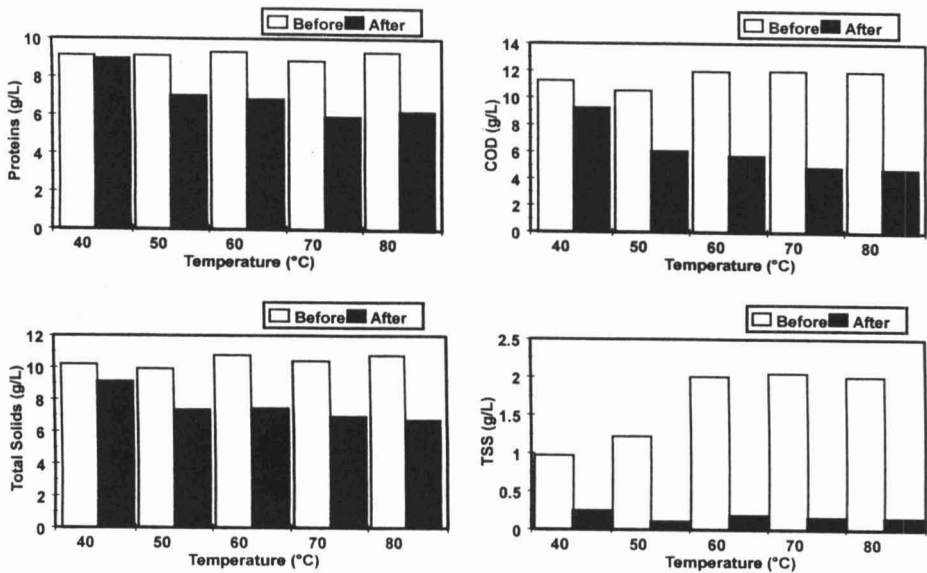 Before After
10
8
6
4
2
0
Proteins (g/L)
40 50 60 70 80
Temperature (°C)
Before After
14
12
10
8
6
4
2
0
COD (g/L)
40 50 60 70 80
Temperature (°C)
Before After
12
10
8
6
4
2
0
Total Solids (g/L)
40 50 60 70 80
Temperature (°C)
Before After
2.5
2
1.5
1
0.5
0
TSS (g/L)
40 50 60 70 80
Temperature (°C)